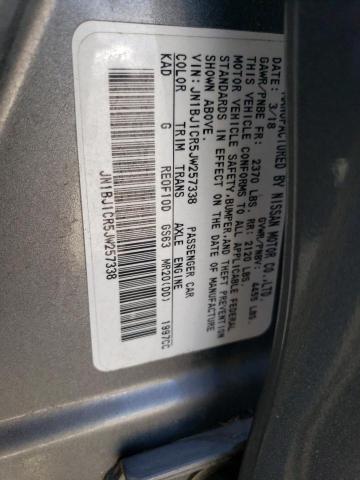 MANUFACTURED BY NISSAN MOTOR CO.,LTD.
DATE: 3/18 GVWR/PNBV: 4455 LBS.
GAWR/PNBE FR: 2370 LBS; RR: 2120 LBS.
THIS VEHICLE CONFORMS TO ALL APPLICABLE FEDERAL
MOTOR VEHICLE SAFETY, BUMPER, AND THEFT PREVENTION
STANDARDS IN EFFECT ON THE DATE OF MANUFACTURE
SHOWN ABOVE.
VIN: JN1BJ1CR5JW257338 PASSENGER CAR
COLOR TRIM TRANS AXLE ENGINE
KAD G RE0F10D GS63 MR20(DD) 1997CC
JN1BJ1CR5JW257338